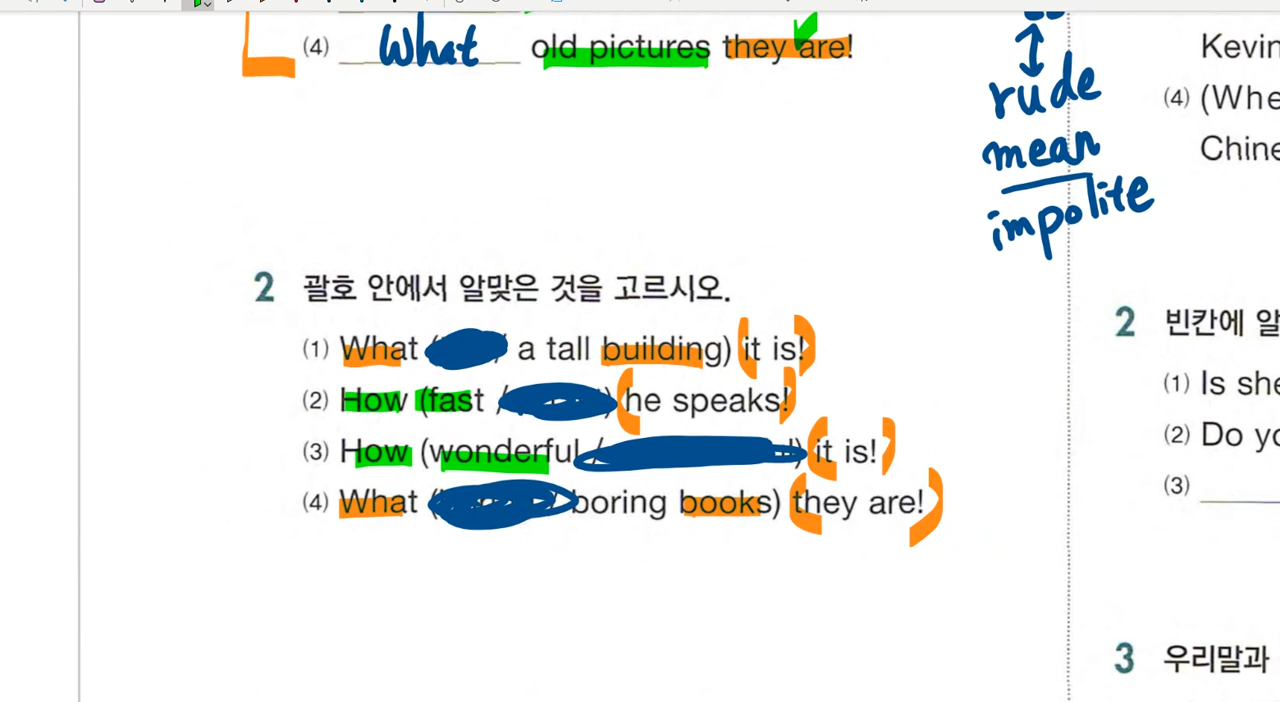 (4) What old pictures they are!
rude
mean
impolite
2 괄호 안에서 알맞은 것을 고르시오.
(1) What ( a tall building) it is!
(2) How (fast / ) he speaks!
(3) How (wonderful / ) it is!
(4) What ( boring books) they are!
Kevin
(4) (Whe
Chine
2 빈칸에 알
(1) Is she
(2) Do yo
(3)
3 우리말과